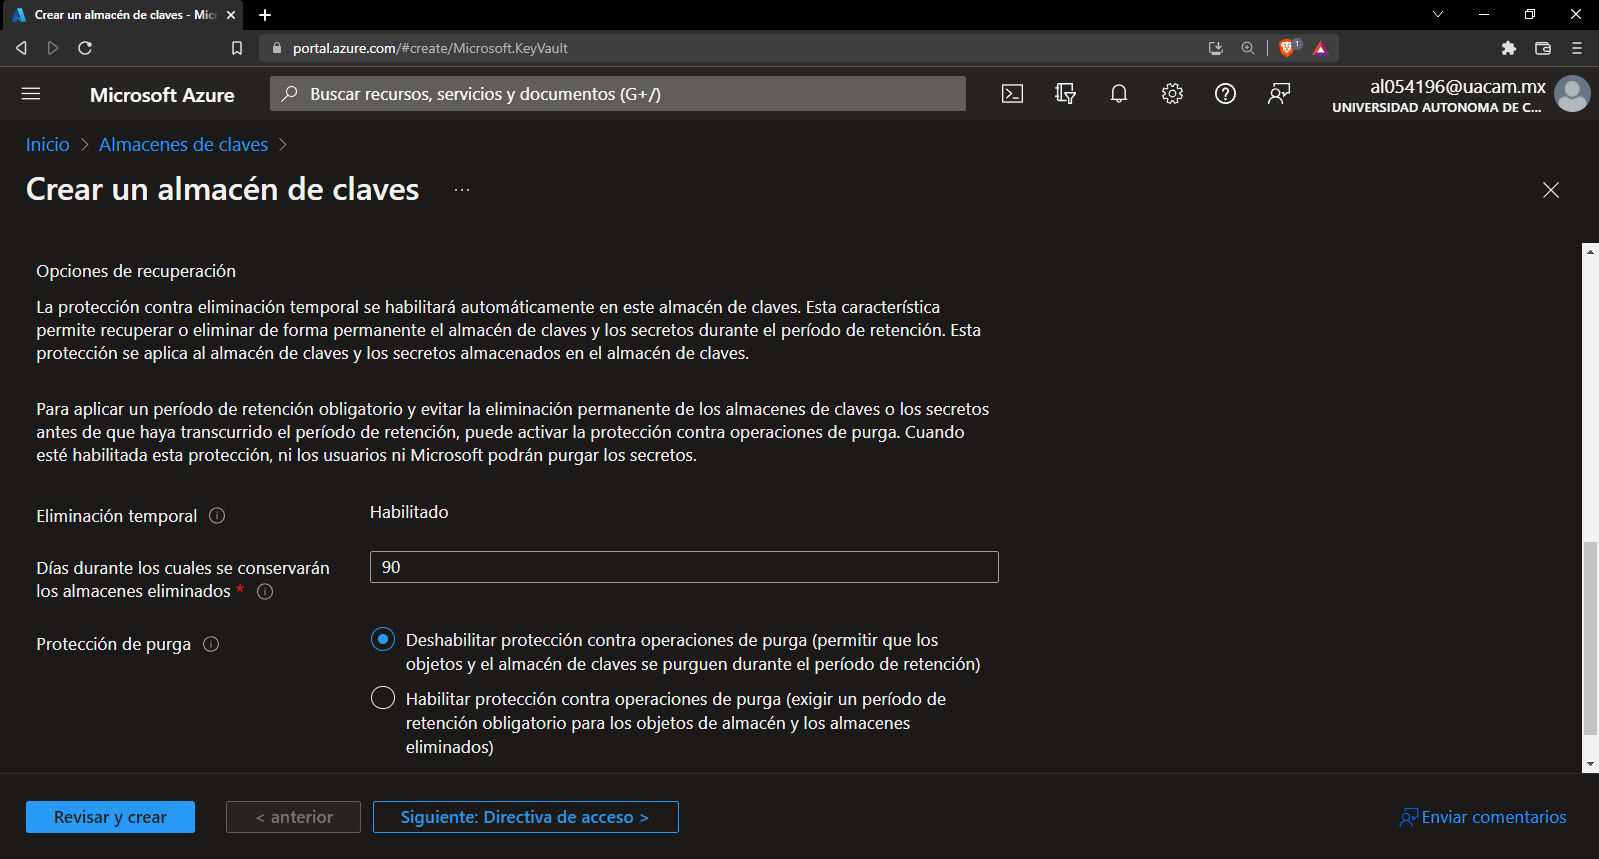 Crear un almacén de claves - Mic
portal.azure.com/#create/Microsoft.KeyVault
1
Microsoft Azure
Buscar recursos, servicios y documentos (G+/)
al054196@uacam.mx
UNIVERSIDAD AUTONOMA DE C...
Inicio > Almacenes de claves >
Crear un almacén de claves ...
Opciones de recuperación
La protección contra eliminación temporal se habilitará automáticamente en este almacén de claves. Esta característica
permite recuperar o eliminar de forma permanente el almacén de claves y los secretos durante el período de retención. Esta
protección se aplica al almacén de claves y los secretos almacenados en el almacén de claves.
Para aplicar un período de retención obligatorio y evitar la eliminación permanente de los almacenes de claves o los secretos
antes de que haya transcurrido el período de retención, puede activar la protección contra operaciones de purga. Cuando
esté habilitada esta protección, ni los usuarios ni Microsoft podrán purgar los secretos.
Eliminación temporal
Habilitado
Días durante los cuales se conservarán
los almacenes eliminados *
90
Protección de purga
Deshabilitar protección contra operaciones de purga (permitir que los
objetos y el almacén de claves se purguen durante el período de retención)
Habilitar protección contra operaciones de purga (exigir un período de
retención obligatorio para los objetos de almacén y los almacenes
eliminados)
Revisar y crear
< anterior
Siguiente: Directiva de acceso >
Enviar comentarios